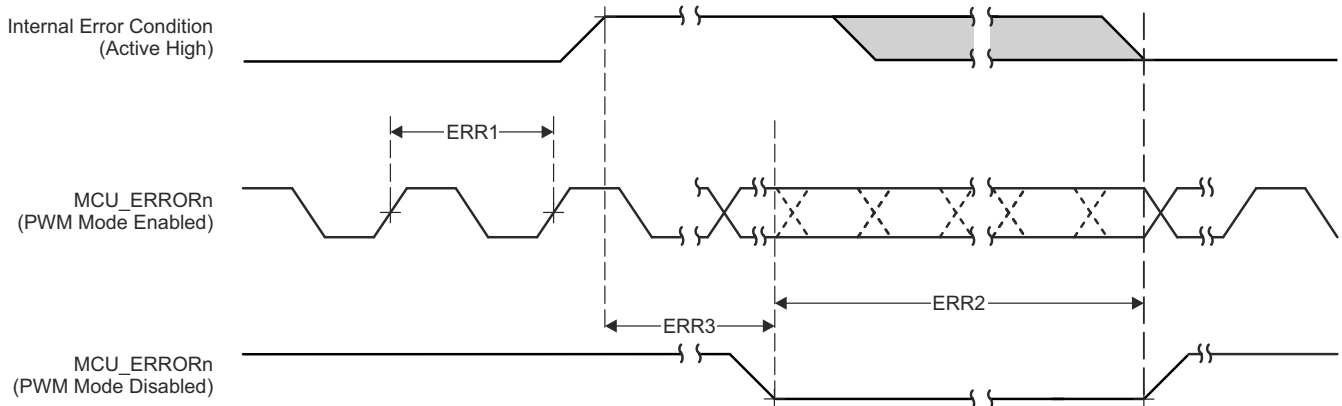 Internal Error Condition
(Active High)
ERR1
MCU_ERRORn
(PWM Mode Enabled)
ERR2
ERR3
MCU_ERRORn
(PWM Mode Disabled)